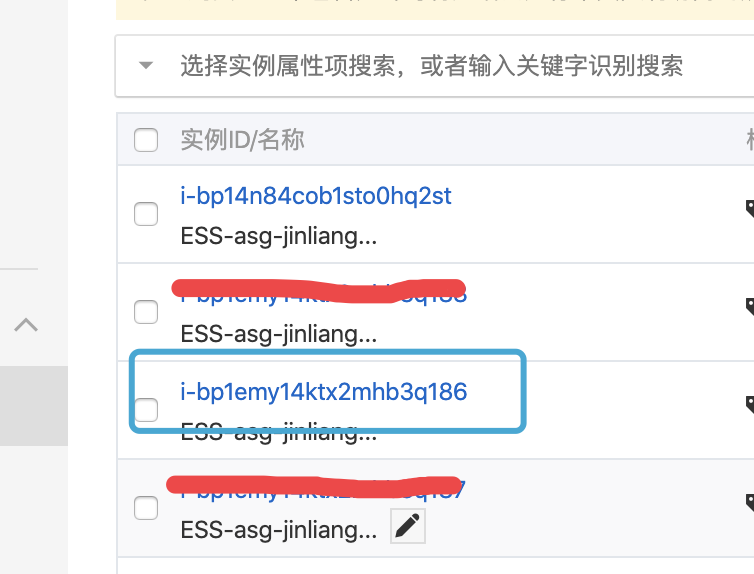 选择实例属性项搜索，或者输入关键字识别搜索
实例ID/名称
i-bp14n84cob1sto0hq2st
ESS-asg-jinliang...
ESS-asg-jinliang...
i-bp1emy14ktx2mhb3q186
ESS-asg-jinliang...
ESS-asg-jinliang...